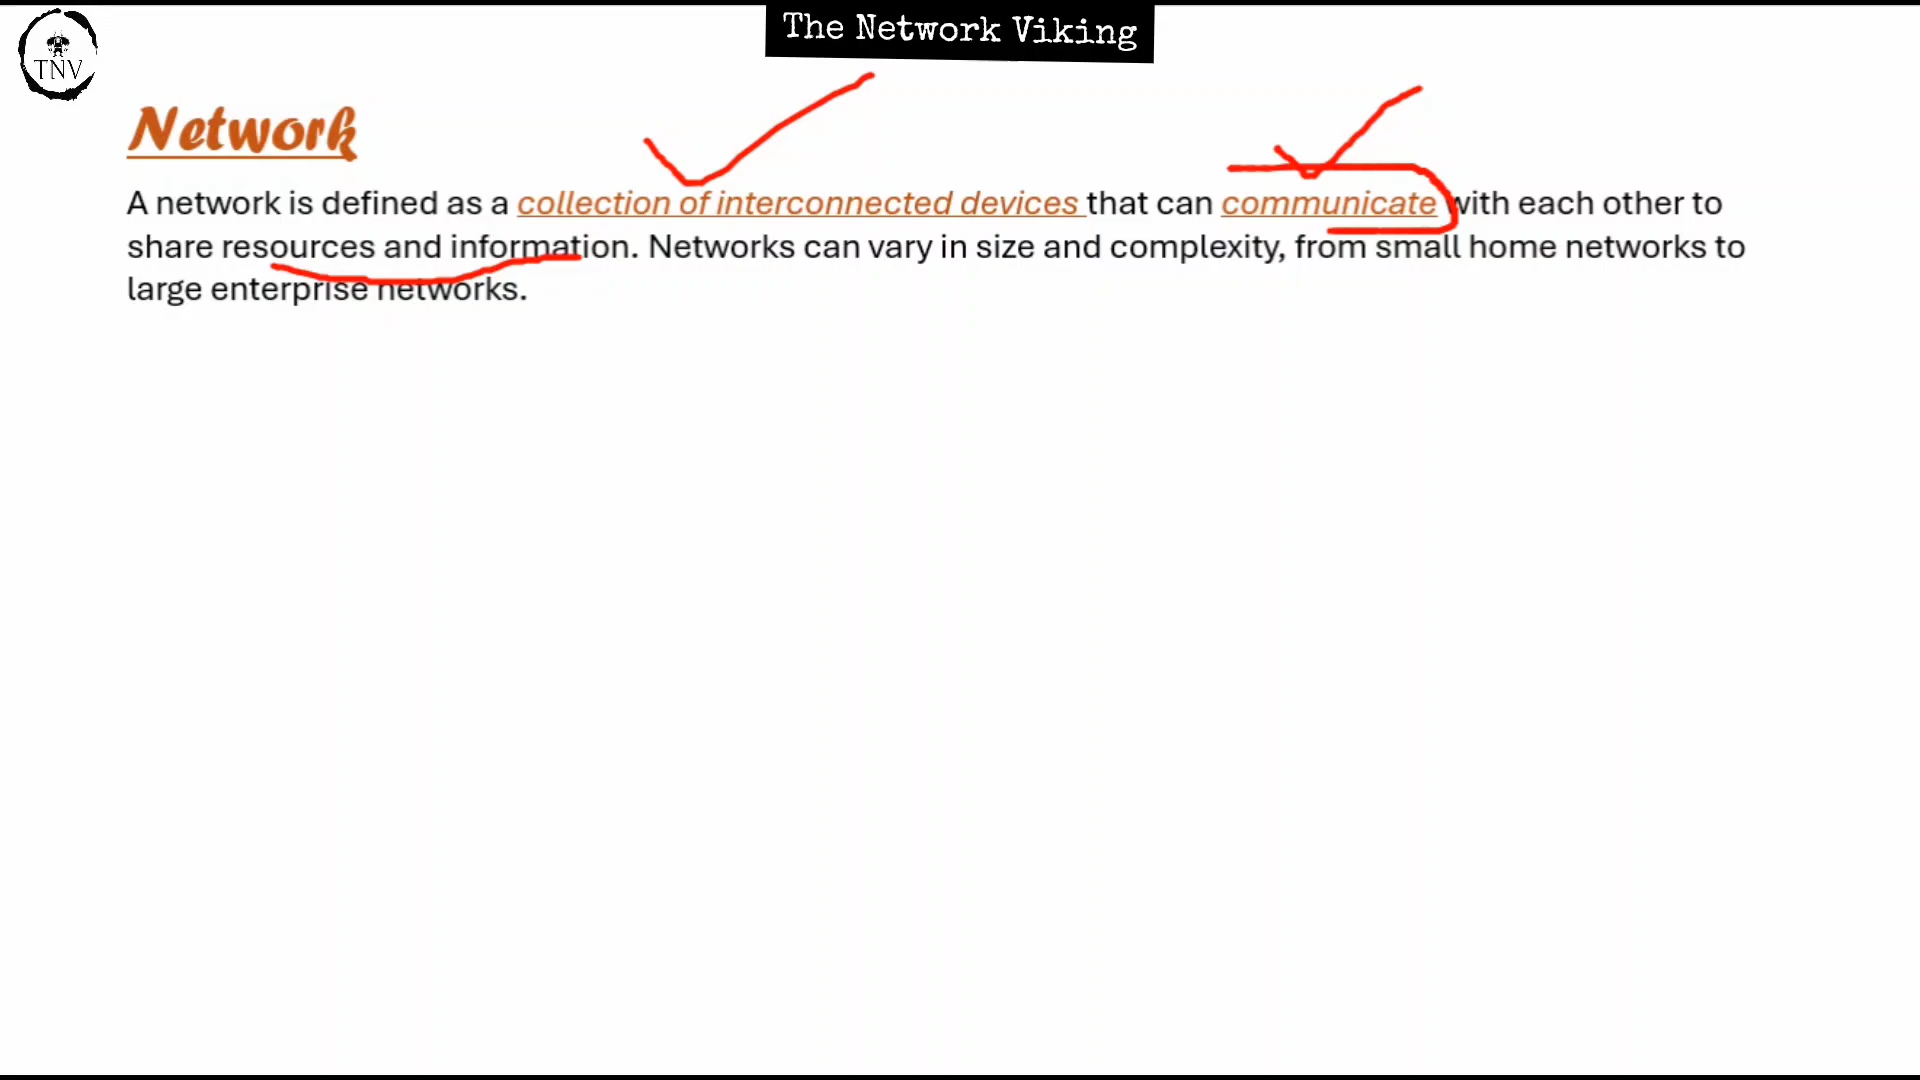 The Network Viking
TNV
Network
A network is defined as a collection of interconnected devices that can communicate with each other to
share resources and information. Networks can vary in size and complexity, from small home networks to
large enterprise networks.